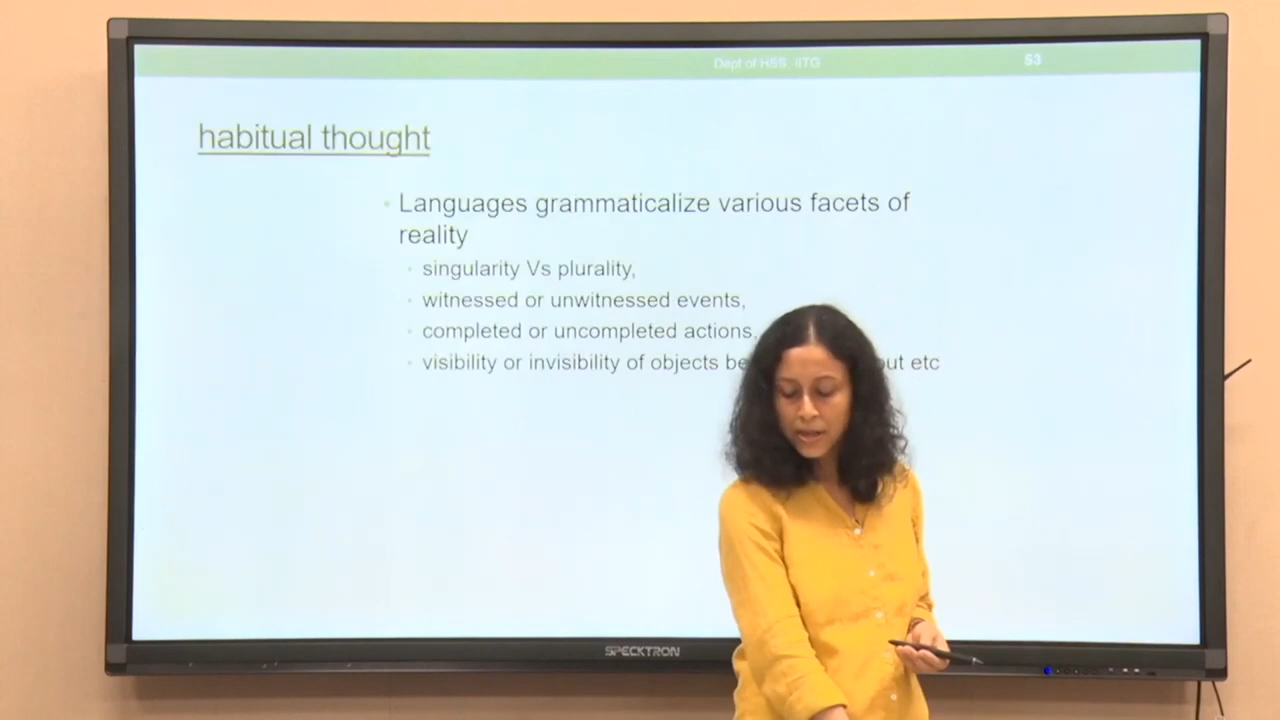 Dept of HSS, IITG
53
habitual thought
Languages grammaticalize various facets of
reality
singularity Vs plurality,
witnessed or unwitnessed events,
completed or uncompleted actions,
visibility or invisibility of objects out etc
SPECKTRON